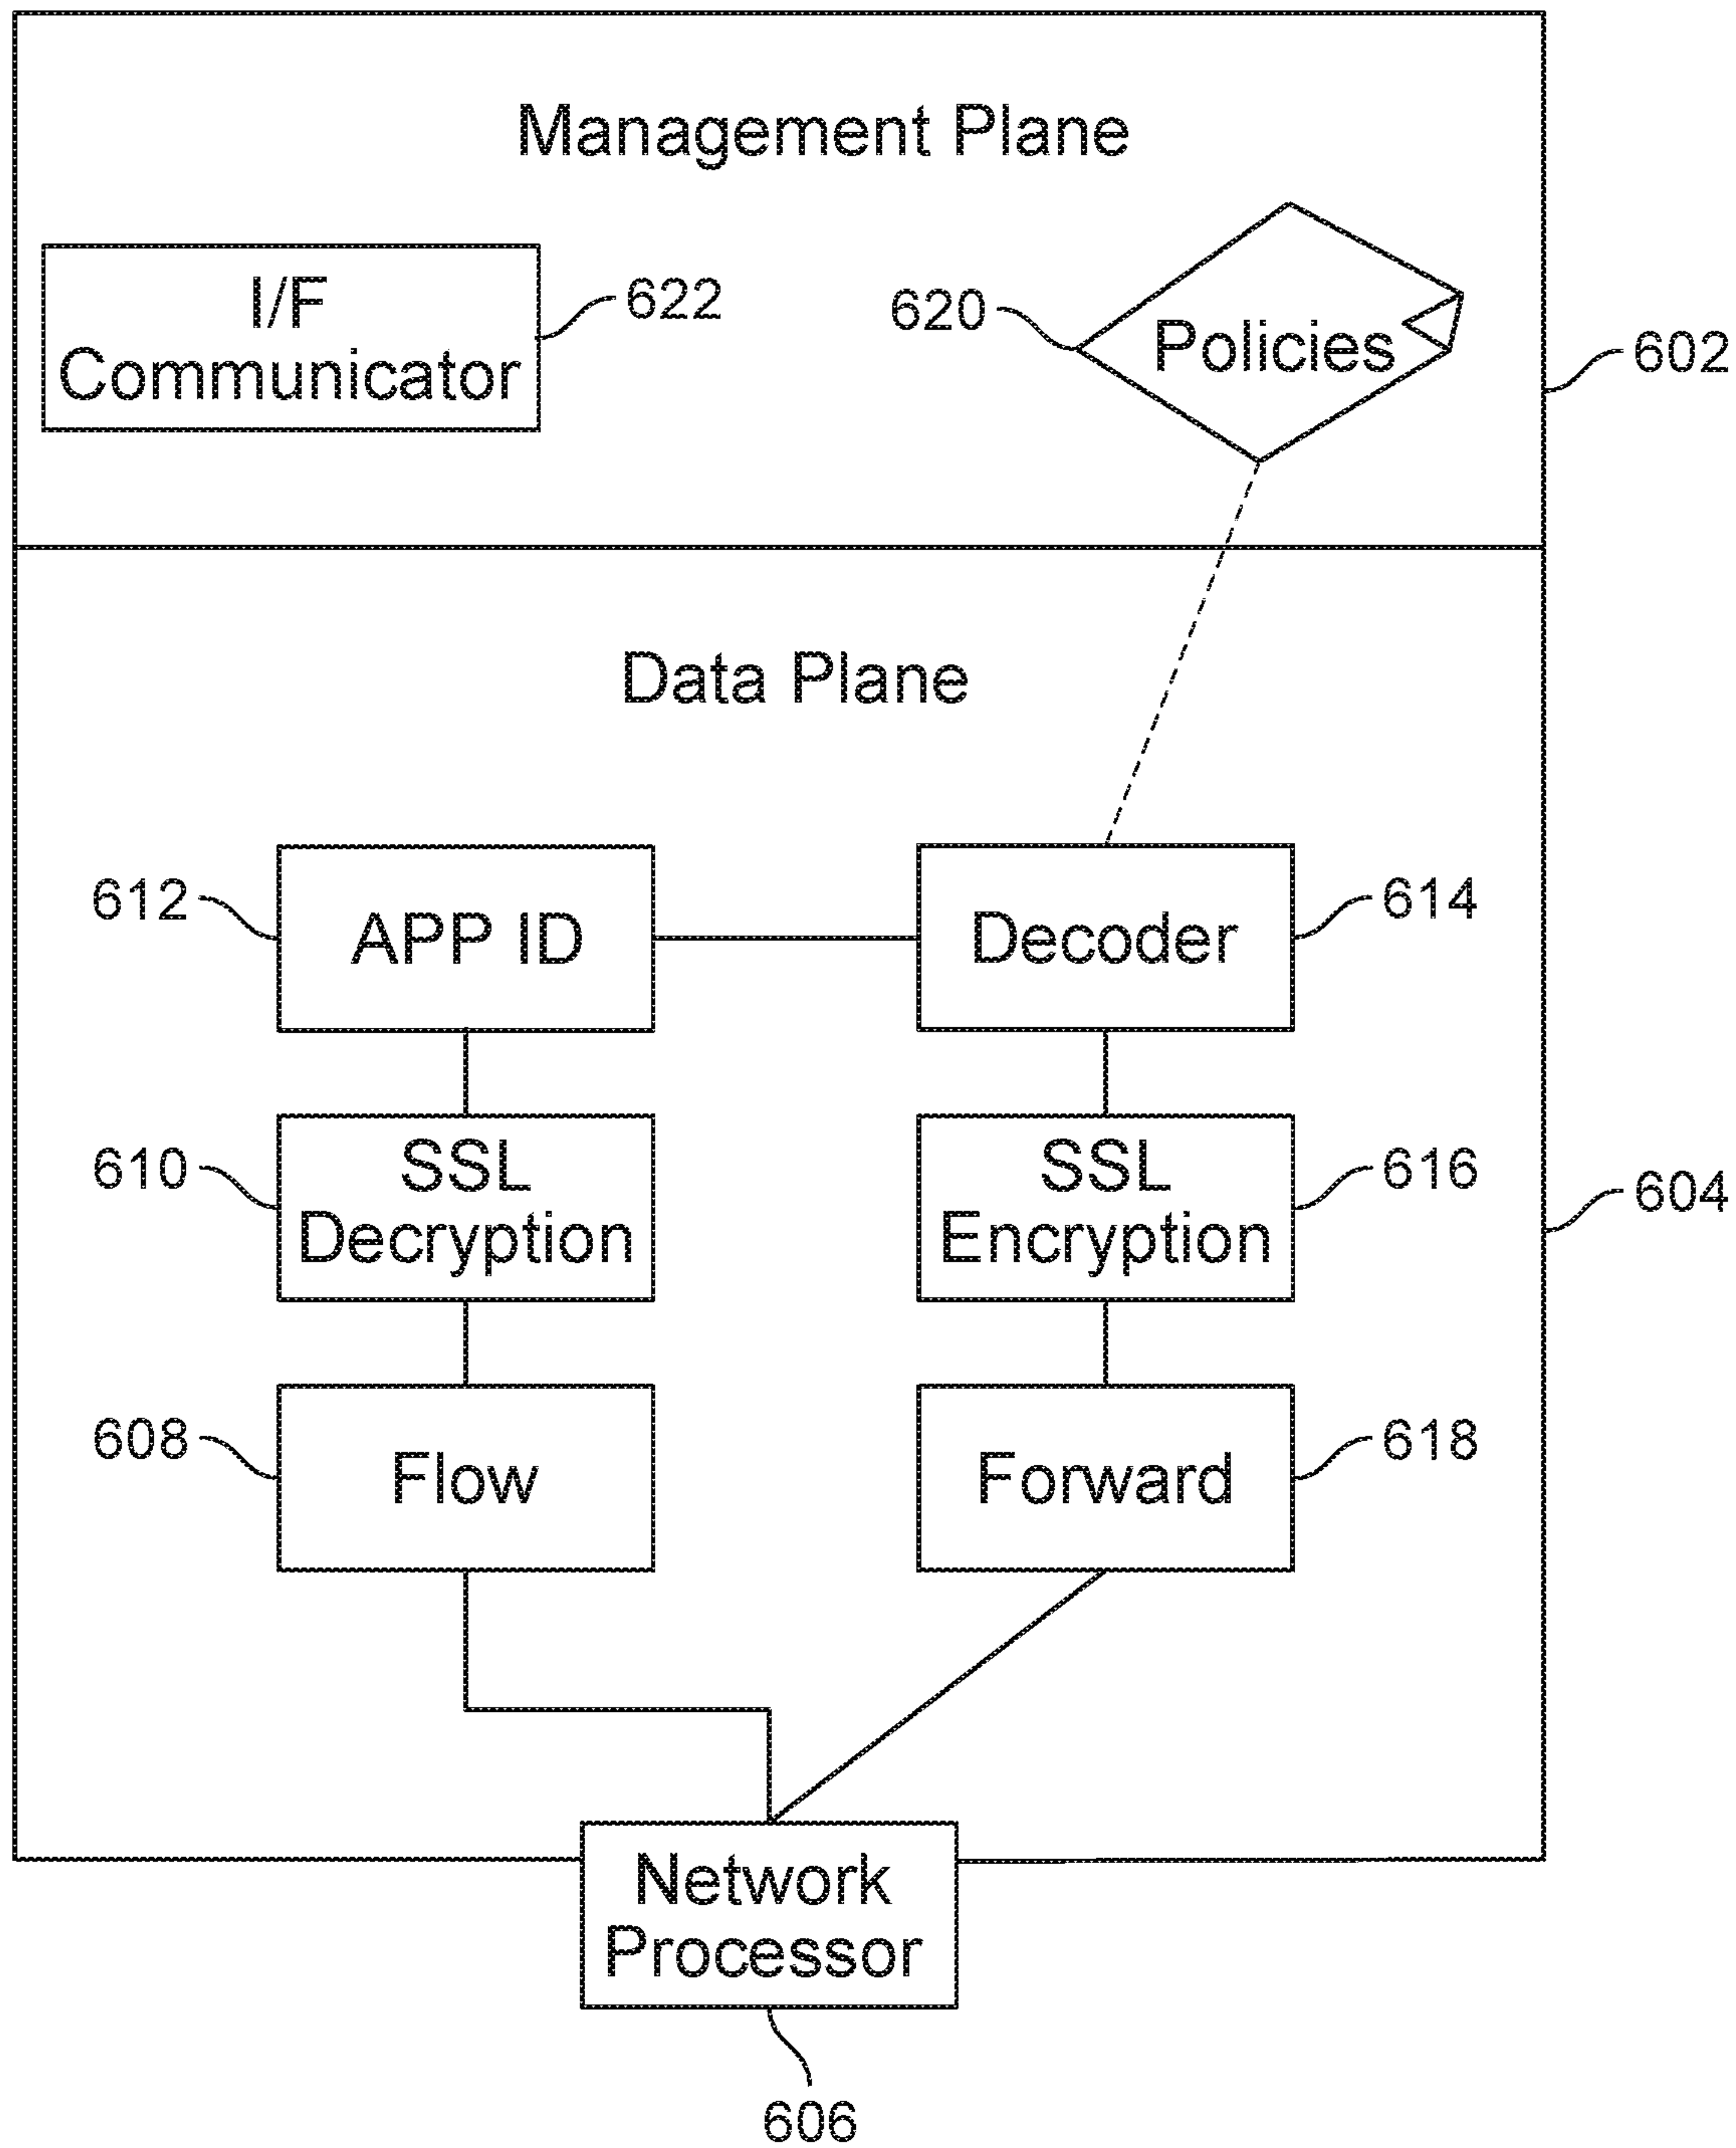 Management Plane
I/F
Communicator
622
620
Policies
602
Data Plane
612
APP ID
Decoder
614
610
SSL
Decryption
SSL
Encryption
616
604
608
Flow
Forward
618
Network
Processor
606